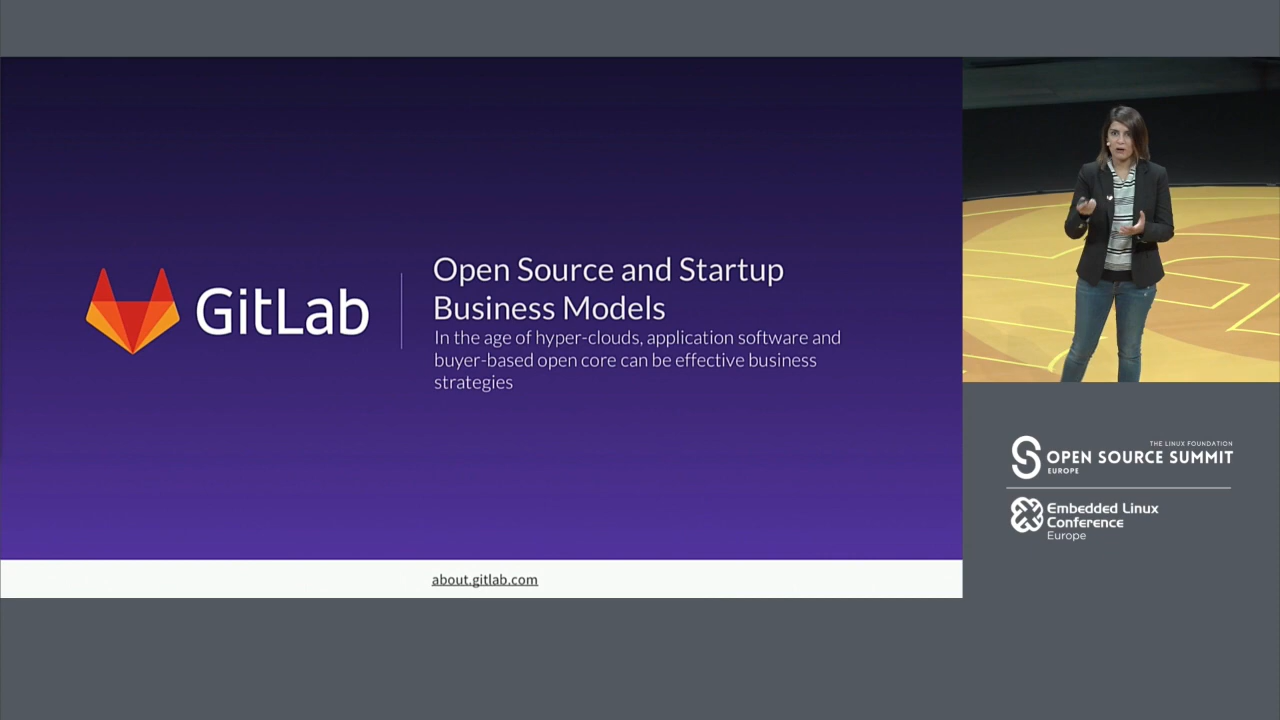 GitLab
Open Source and Startup
Business Models
In the age of hyper-clouds, application software and
buyer-based open core can be effective business
strategies
about.gitlab.com
THE LINUX FOUNDATION
OPEN SOURCE SUMMIT
EUROPE
Embedded Linux
Conference
Europe